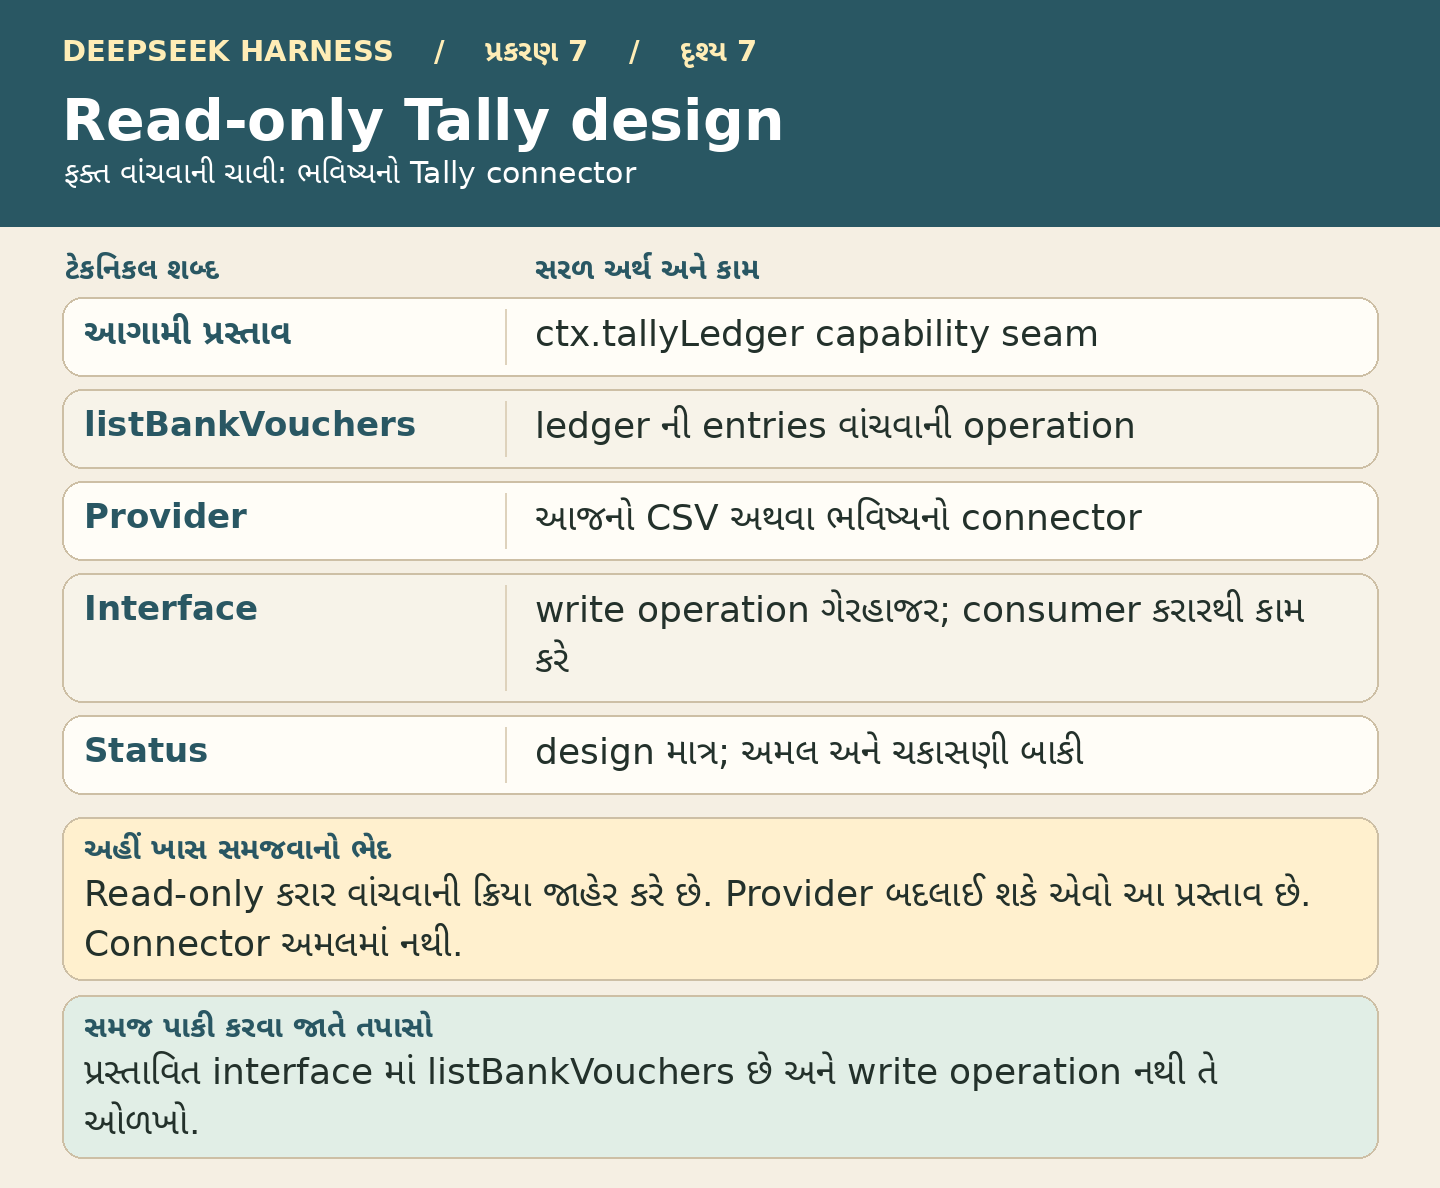 DEEPSEEK HARNESS / પ્રકરણ 7 / દૃશ્ય 7
Read-only Tally design
ફક્ત વાંચવાની ચાવી: ભવિષ્યનો Tally connector
ટેકનિકલ શબ્દ સરળ અર્થ અને કામ
આગામી પ્રસ્તાવ ctx.tallyLedger capability seam
listBankVouchers ledger ની entries વાંચવાની operation
Provider આજનો CSV અથવા ભવિષ્યનો connector
Interface write operation ગેરહાજર; consumer કરારથી કામ
કરે
Status design માત્ર; અમલ અને ચકાસણી બાકી
અહીં ખાસ સમજવાનો ભેદ
Read-only કરાર વાંચવાની ક્રિયા જાહેર કરે છે. Provider બદલાઈ શકે એવો આ પ્રસ્તાવ છે.
Connector અમલમાં નથી.
સમજ પાકી કરવા જાતે તપાસો
પ્રસ્તાવિત interface માં listBankVouchers છે અને write operation નથી તે
ઓળખો.